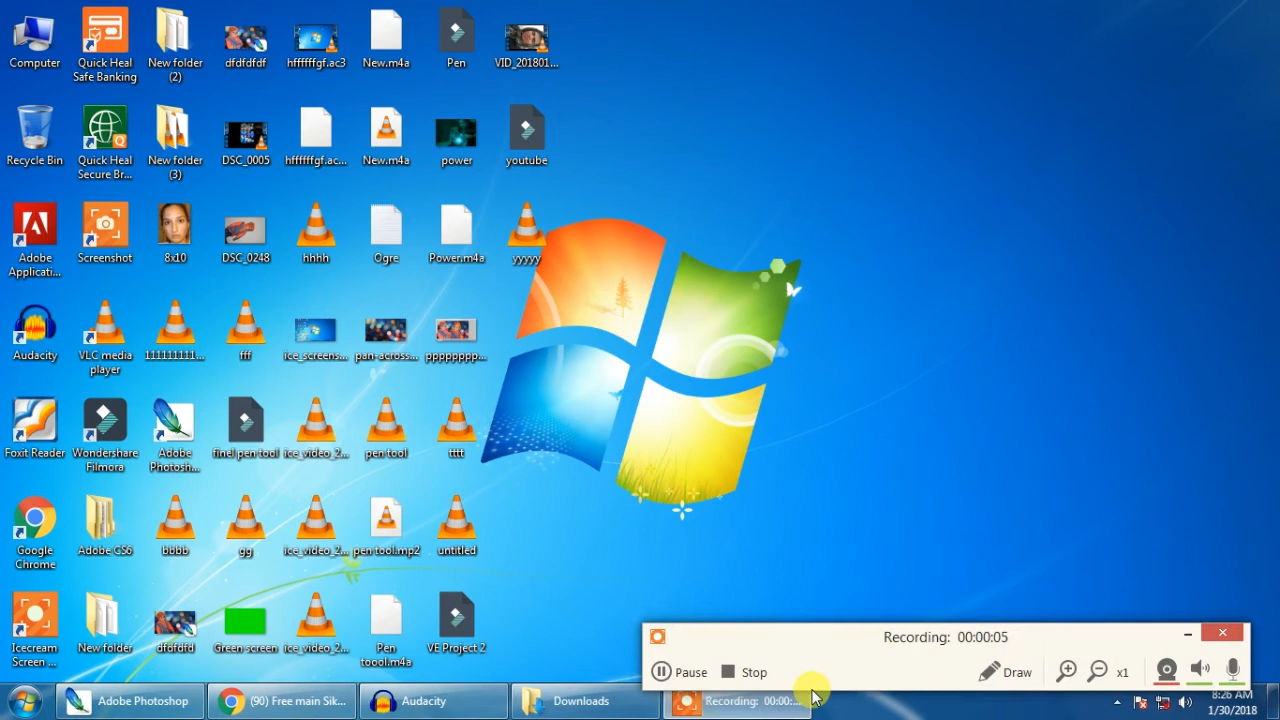 Computer
Quick Heal
Safe Banking
New folder
(2)
dfdfdfdf
hffffffgf.ac3
New.m4a
Pen
VID_201801...
Recycle Bin
Quick Heal
Secure Br...
New folder
(3)
DSC_0005
hffffffgf.ac...
New.m4a
power
youtube
Adobe
Applicati...
Screenshot
8x10
DSC_0248
hhhh
Ogre
Power.m4a
yyyyy
Audacity
VLC media
player
fff
ice_screens...
pan-across...
Foxit Reader
Wondershare
Filmora
Adobe
Photosh...
finel pen tool
ice_video_2...
pen tool
tttt
Google
Chrome
Adobe CS6
bbbb
gg
ice_video_2...
pen tool.mp2
untitled
Icecream
Screen ...
New folder
dfdfdfd
Green screen
ice_video_2...
Pen
toool.m4a
VE Project 2
Recording: 00:00:05
Pause
Stop
Draw
x1
Adobe Photoshop
(90) Free main Sik...
Audacity
Downloads
Recording: 00:00:...
8:26 AM
1/30/2018